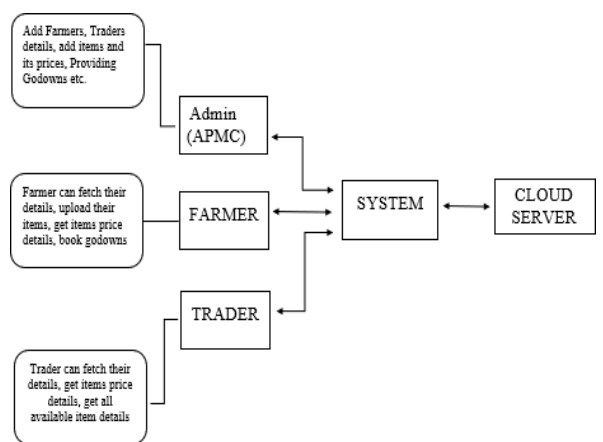 Add Farmers, Traders
details, add items and
its prices, Providing
Godowns etc.
Admin
(APMC)
Farmer can fetch their
details, upload their
items, get items price
details, book godowns
FARMER
SYSTEM
CLOUD
SERVER
TRADER
Trader can fetch their
details, get items price
details, get all
available item details